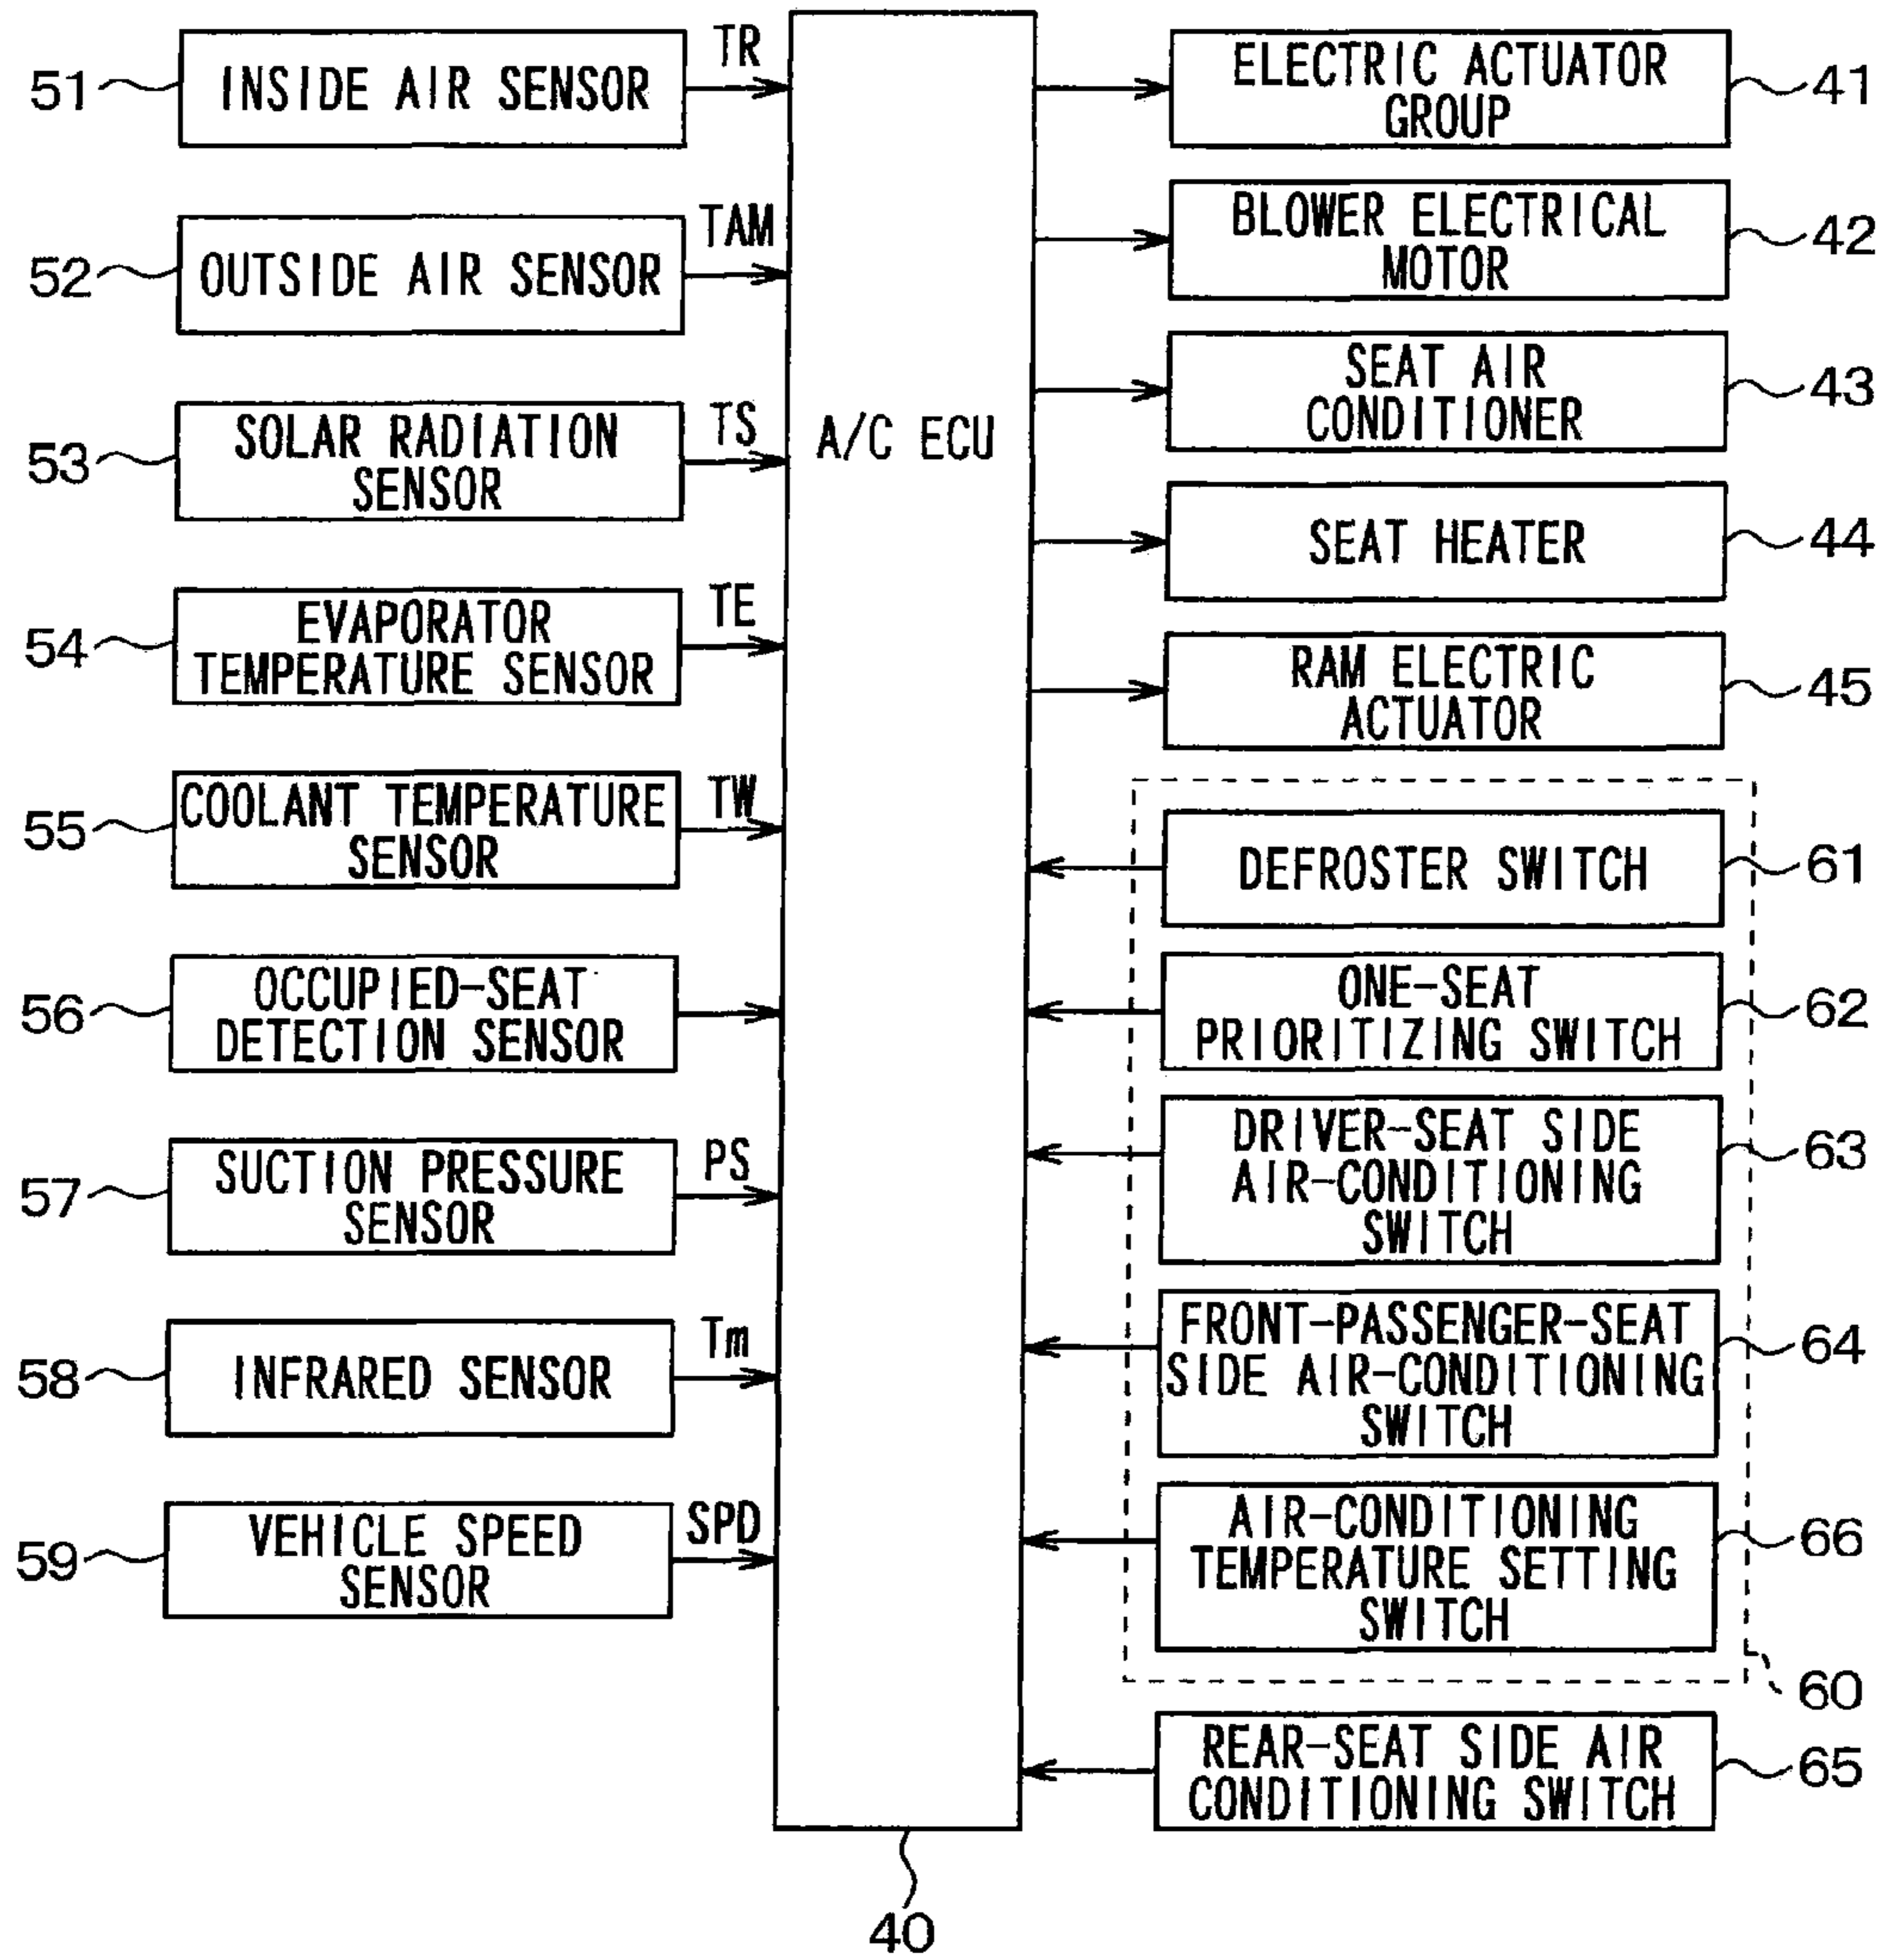 51
INSIDE AIR SENSOR
TR
52
OUTSIDE AIR SENSOR
TAM
53
SOLAR RADIATION
SENSOR
TS
54
EVAPORATOR
TEMPERATURE SENSOR
TE
55
COOLANT TEMPERATURE
SENSOR
TW
56
OCCUPIED-SEAT
DETECTION SENSOR
57
SUCTION PRESSURE
SENSOR
PS
58
INFRARED SENSOR
Tm
59
VEHICLE SPEED
SENSOR
SPD
A/C ECU
40
ELECTRIC ACTUATOR
GROUP
41
BLOWER ELECTRICAL
MOTOR
42
SEAT AIR
CONDITIONER
43
SEAT HEATER
44
RAM ELECTRIC
ACTUATOR
45
DEFROSTER SWITCH
61
ONE-SEAT
PRIORITIZING SWITCH
62
DRIVER-SEAT SIDE
AIR-CONDITIONING
SWITCH
63
FRONT-PASSENGER-SEAT
SIDE AIR-CONDITIONING
SWITCH
64
AIR-CONDITIONING
TEMPERATURE SETTING
SWITCH
66
60
REAR-SEAT SIDE AIR
CONDITIONING SWITCH
65